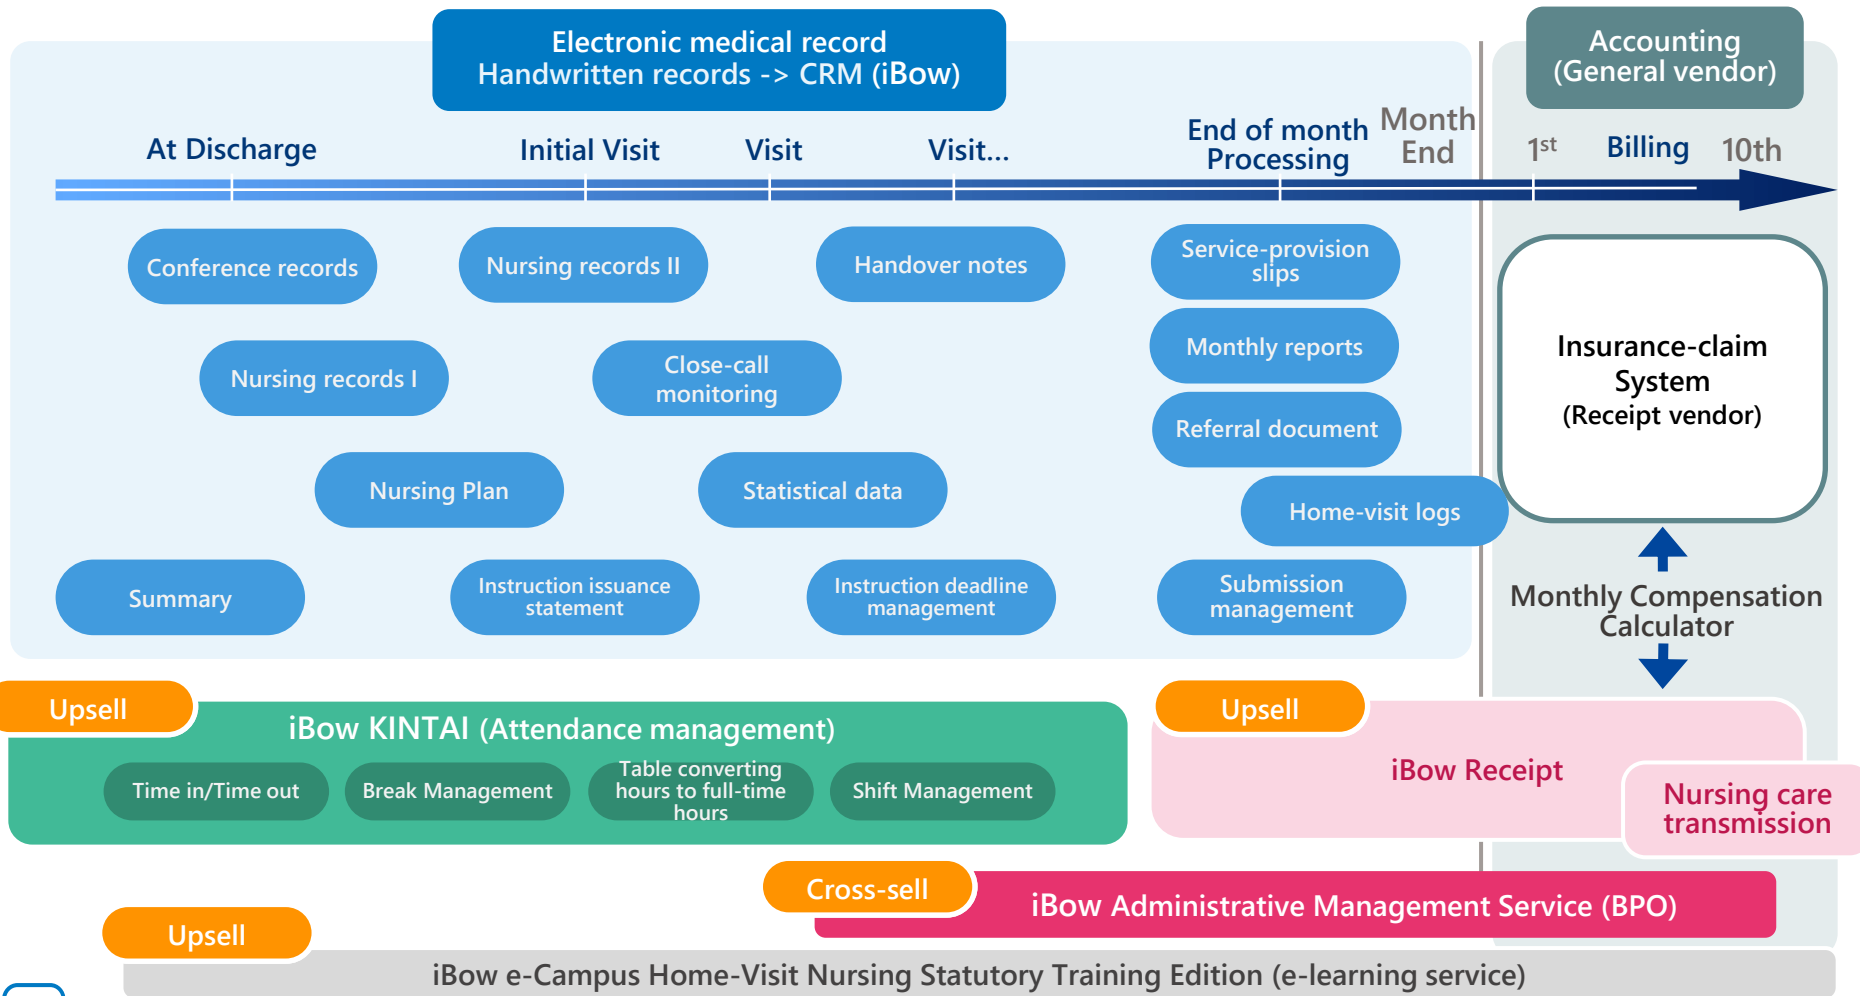 Electronic medical record
Handwritten records -> CRM (iBow)
Accounting
(General vendor)
At Discharge
Initial Visit
Visit
Visit...
End of month
Processing
Month
End
1st
Billing
10th
Conference records
Nursing records II
Handover notes
Service-provision
slips
Nursing records I
Close-call
monitoring
Monthly reports
Referral document
Nursing Plan
Statistical data
Home-visit logs
Summary
Instruction issuance
statement
Instruction deadline
management
Submission
management
Insurance-claim
System
(Receipt vendor)
Monthly Compensation
Calculator
Upsell
iBow KINTAI (Attendance management)
Time in/Time out
Break Management
Table converting
hours to full-time
hours
Shift Management
Upsell
iBow Receipt
Nursing care
transmission
Cross-sell
iBow Administrative Management Service (BPO)
Upsell
iBow e-Campus Home-Visit Nursing Statutory Training Edition (e-learning service)